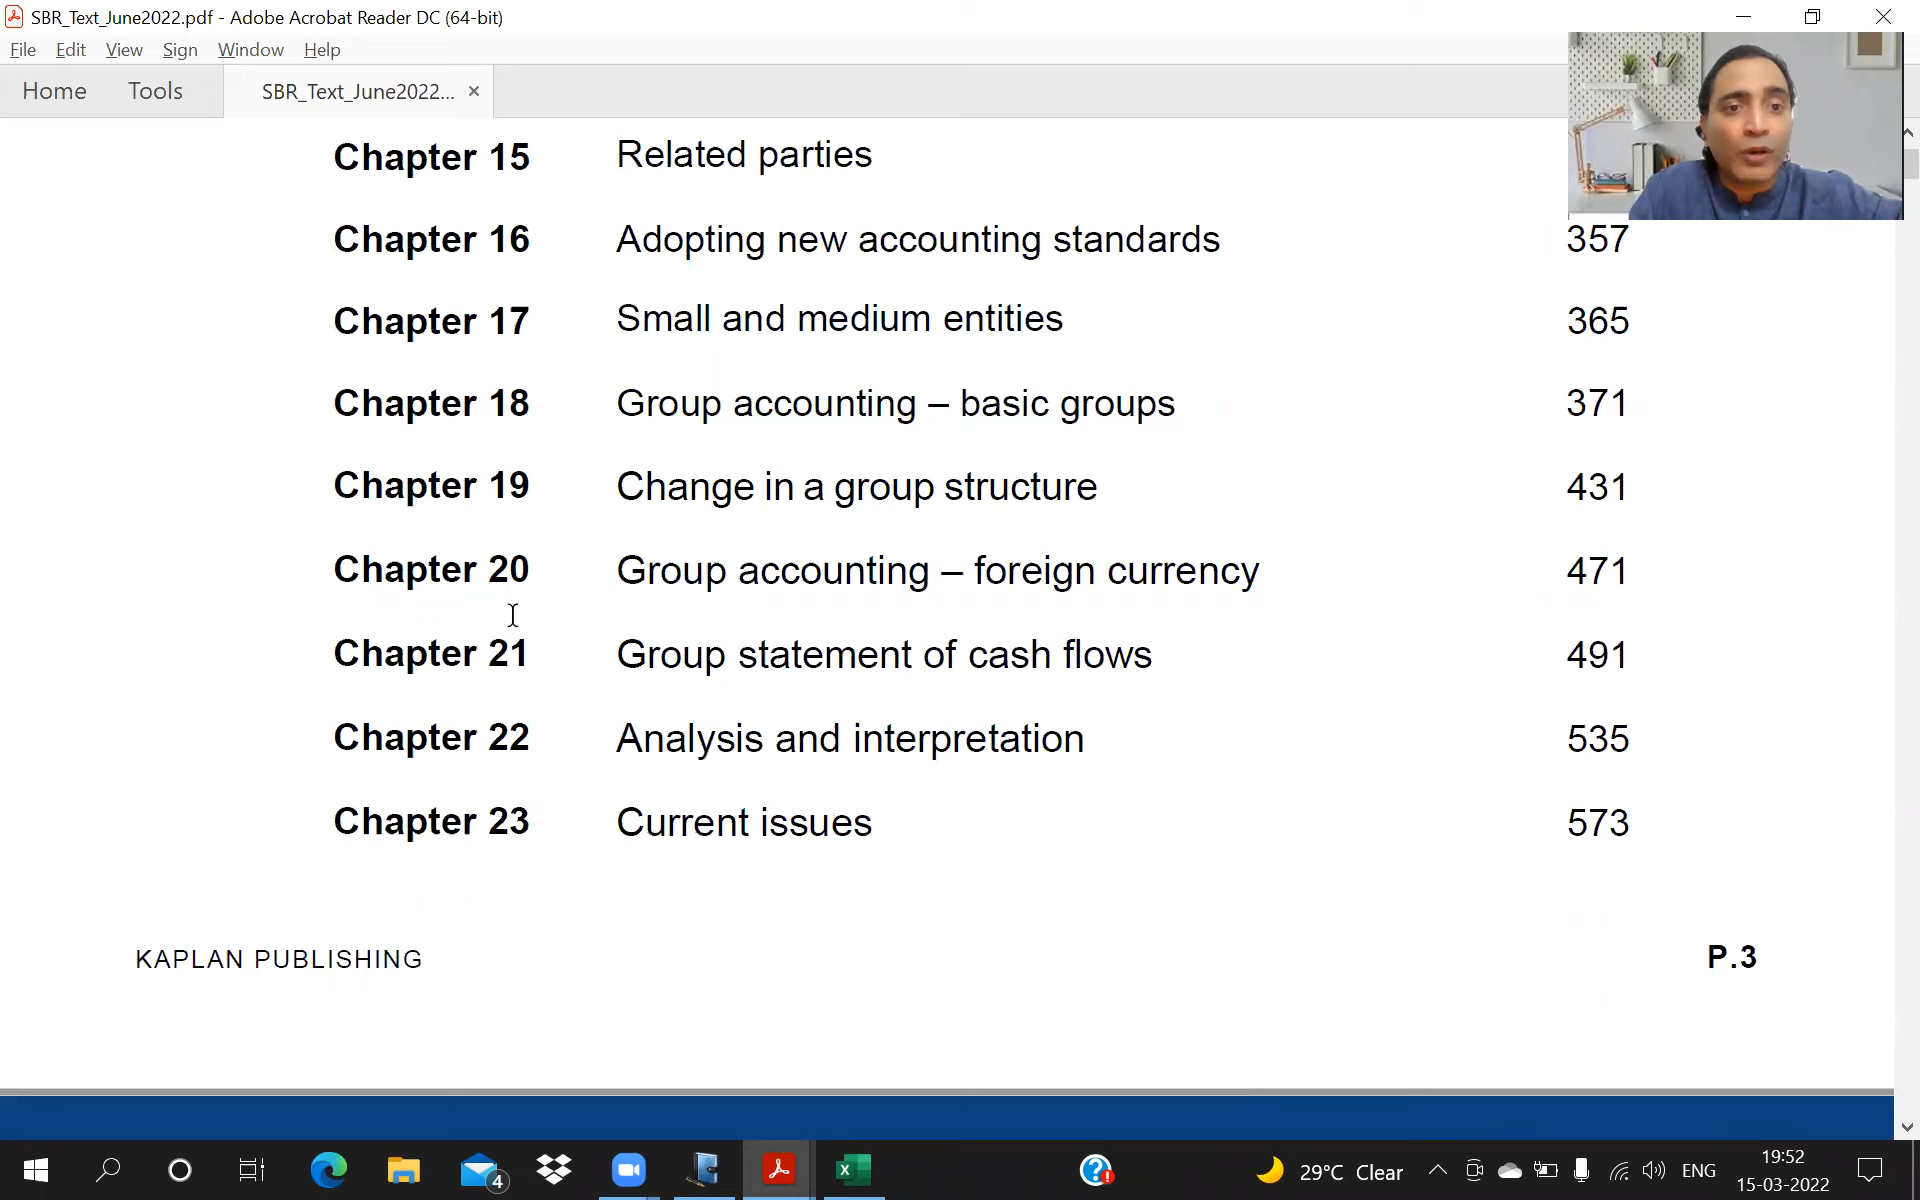 SBR_Text_June2022.pdf - Adobe Acrobat Reader DC (64-bit)
File Edit View Sign Window Help
Home Tools SBR_Text_June2022... ×
Chapter 15 Related parties
Chapter 16 Adopting new accounting standards 357
Chapter 17 Small and medium entities 365
Chapter 18 Group accounting – basic groups 371
Chapter 19 Change in a group structure 431
Chapter 20 Group accounting – foreign currency 471
Chapter 21 Group statement of cash flows 491
Chapter 22 Analysis and interpretation 535
Chapter 23 Current issues 573
KAPLAN PUBLISHING P.3
4
29°C Clear ENG 19:52
15-03-2022